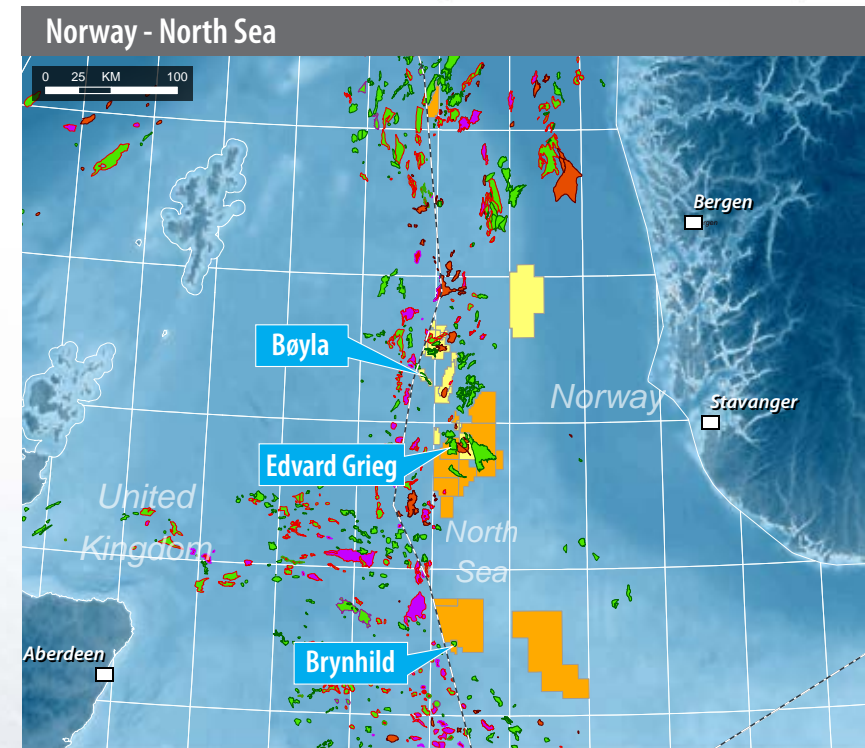 Norway - North Sea
0 25 KM 100
Bergen
Bøyla
Norway
Stavanger
Edvard Grieg
United
Kingdom
North
Sea
Aberdeen
Brynhild